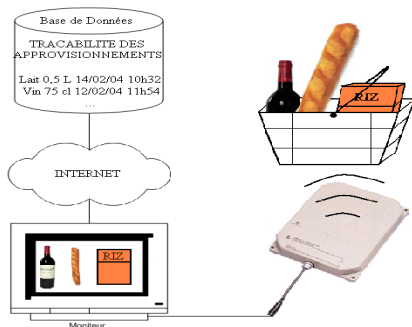 Base de Données
TRACABILITE DES
APPROVISIONNEMENTS
Lait 0,5 L 14/02/04 10h32
Vin 75 cl 12/02/04 11h54
...
INTERNET
RIZ
RIZ
Moniteur